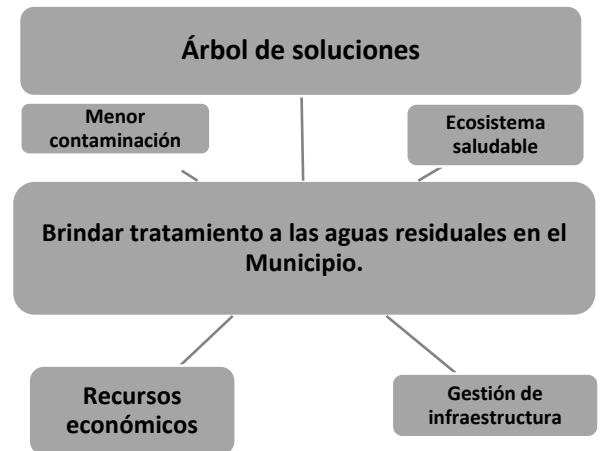 Árbol de soluciones
Menor
contaminación
Ecosistema
saludable
Brindar tratamiento a las aguas residuales en el
Municipio.
Recursos
económicos
Gestión de
infraestructura